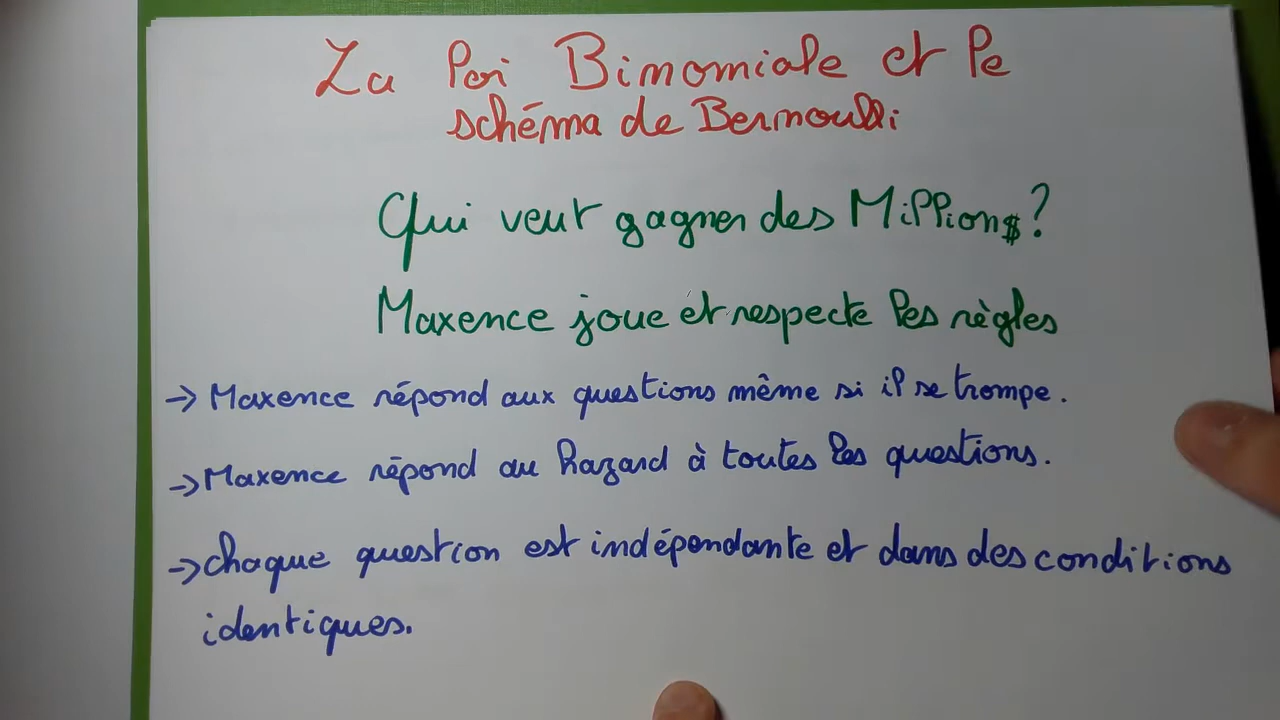 La loi Binomiale et le
schéma de Bernoulli
Qui veut gagner des Million$?
Maxence joue et respecte les règles
→ Maxence répond aux questions même si il se trompe.
→ Maxence répond au hazard à toutes les questions.
→ chaque question est indépendante et dans des conditions
identiques.